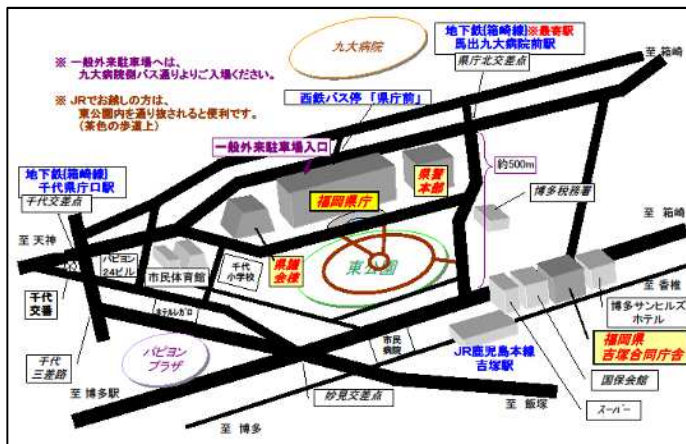 ※ 一般外来駐車場へは、
九大病院側バス通りよりご入場ください。
※ JRでお越しの方は、
東公園内を通り抜されると便利です。
(茶色の歩道上)
九大病院
地下鉄(箱崎線)※最寄駅
馬出九大病院前駅
県庁北交差点
至 箱崎
西鉄バス停 「県庁前」
一般外来駐車場入口
地下鉄(箱崎線)
千代県庁口駅
千代交差点
約500m
県警
本部
福岡県庁
博多税務署
至 箱崎
至 天神
パピヨン
24ビル
市民体育館
千代
小学校
県議
会棟
東公園
至 香椎
千代
交番
ホテルレガロ
博多サンヒルズ
ホテル
千代
三差路
パピヨン
プラザ
市民
病院
JR鹿児島本線
吉塚駅
福岡県
吉塚合同庁舎
国保会館
至 博多駅
妙見交差点
至 飯塚
スーパー
至 博多